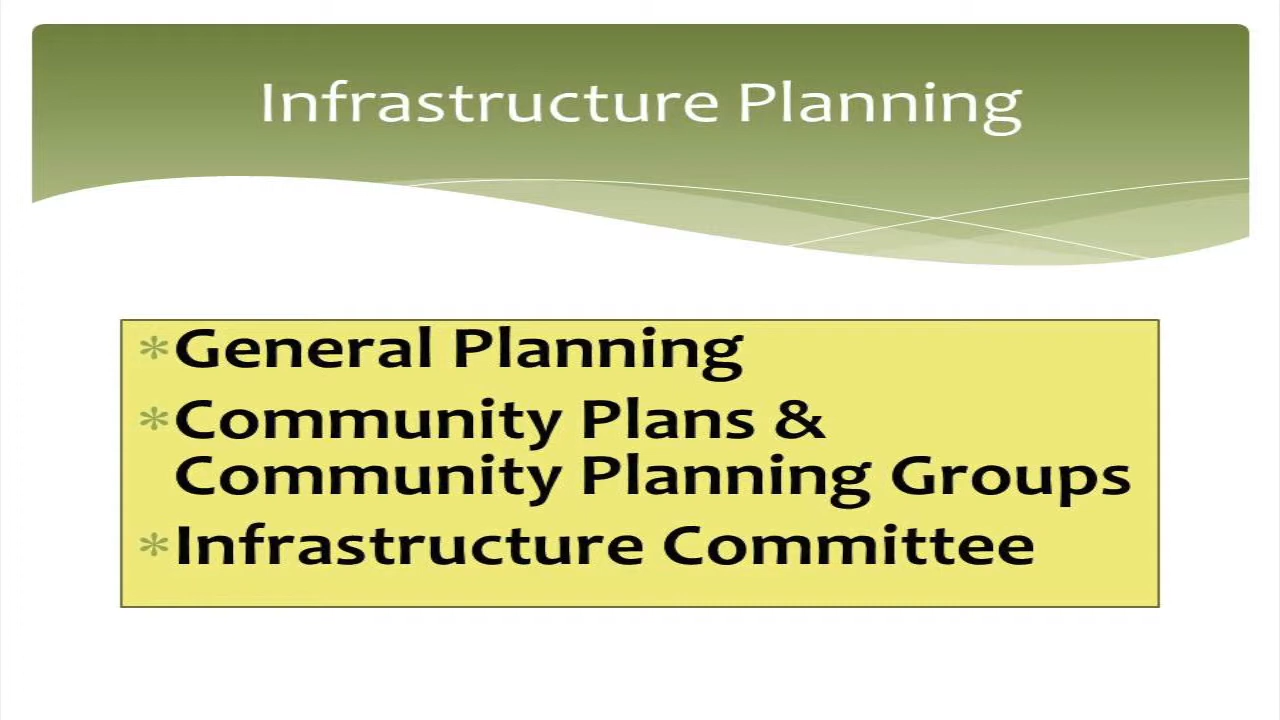 Infrastructure Planning
*General Planning
*Community Plans &
Community Planning Groups
*Infrastructure Committee